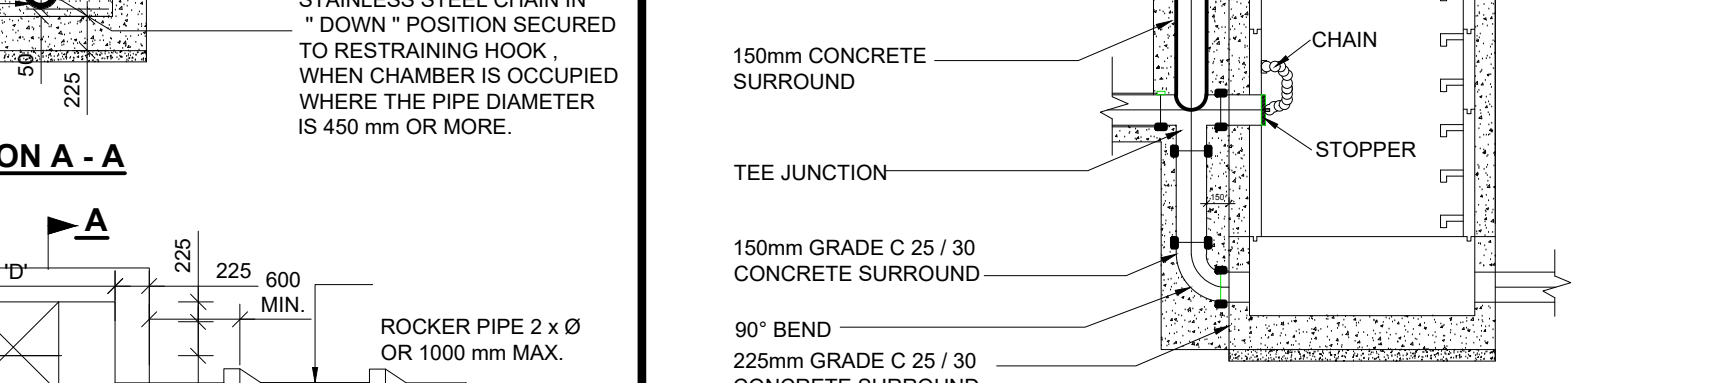 STAINLESS STEEL CHAIN IN
" DOWN " POSITION SECURED
TO RESTRAINING HOOK ,
WHEN CHAMBER IS OCCUPIED
WHERE THE PIPE DIAMETER
IS 450 mm OR MORE.
50
225
ON A - A
A
'D'
225
225
600
MIN.
ROCKER PIPE 2 x Ø
OR 1000 mm MAX.
150mm CONCRETE
SURROUND
CHAIN
STOPPER
TEE JUNCTION
150
150mm GRADE C 25 / 30
CONCRETE SURROUND
90° BEND
225mm GRADE C 25 / 30
CONCRETE SURROUND